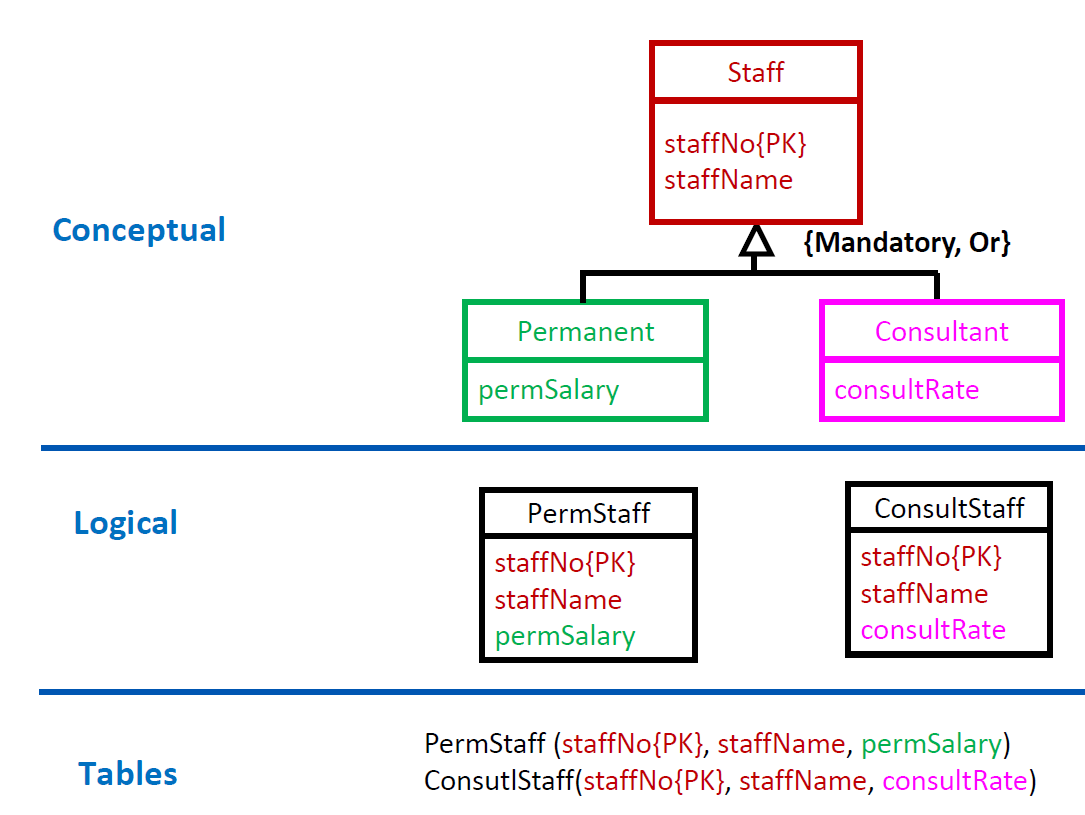 Staff
staffNo{PK}
staffName
Conceptual
{Mandatory, Or}
Permanent
permSalary
Consultant
consultRate
Logical
PermStaff
staffNo{PK}
staffName
permSalary
ConsultStaff
staffNo{PK}
staffName
consultRate
Tables
PermStaff (staffNo{PK}, staffName, permSalary)
ConsutlStaff(staffNo{PK}, staffName, consultRate)